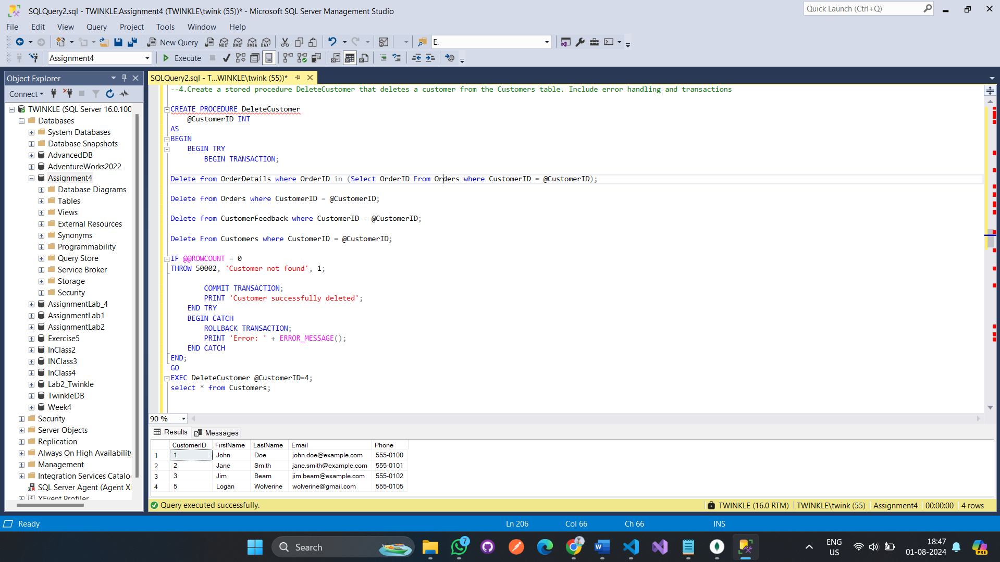 SQLQuery2.sql - TWINKLE.Assignment4 (TWINKLE\twink (55))* - Microsoft SQL Server Management Studio
Quick Launch (Ctrl+Q)
File Edit View Query Project Tools Window Help
New Query MDX DMX XMLA DAX E.
Assignment4 Execute
Object Explorer
Connect
TWINKLE (SQL Server 16.0.100
Databases
System Databases
Database Snapshots
AdvancedDB
AdventureWorks2022
Assignment4
Database Diagrams
Tables
Views
External Resources
Synonyms
Programmability
Query Store
Service Broker
Storage
Security
AssignmentLab_4
AssignmentLab1
AssignmentLab2
Exercise5
InClass2
INClass3
InClass4
Lab2_Twinkle
TwinkleDB
Week4
Security
Server Objects
Replication
Always On High Availability
Management
Integration Services Catalo
SQL Server Agent (Agent X
XEvent Profiler
SQLQuery2.sql - T...WINKLE\twink (55))*
--4.Create a stored procedure DeleteCustomer that deletes a customer from the Customers table. Include error handling and transactions
CREATE PROCEDURE DeleteCustomer
@CustomerID INT
AS
BEGIN
BEGIN TRY
BEGIN TRANSACTION;
Delete from OrderDetails where OrderID in (Select OrderID From Orders where CustomerID = @CustomerID);
Delete from Orders where CustomerID = @CustomerID;
Delete from CustomerFeedback where CustomerID = @CustomerID;
Delete From Customers where CustomerID = @CustomerID;
IF @@ROWCOUNT = 0
THROW 50002, 'Customer not found', 1;
COMMIT TRANSACTION;
PRINT 'Customer successfully deleted';
END TRY
BEGIN CATCH
ROLLBACK TRANSACTION;
PRINT 'Error: ' + ERROR_MESSAGE();
END CATCH
END;
GO
EXEC DeleteCustomer @CustomerID=4;
select * from Customers;
90 %
Results Messages
CustomerID FirstName LastName Email Phone
1 1 John Doe john.doe@example.com 555-0100
2 2 Jane Smith jane.smith@example.com 555-0101
3 3 Jim Beam jim.beam@example.com 555-0102
4 5 Logan Wolverine wolverine@gmail.com 555-0105
Query executed successfully. TWINKLE (16.0 RTM) TWINKLE\twink (55) Assignment4 00:00:00 4 rows
Ready Ln 206 Col 66 Ch 66 INS
Search 7 ENG US 18:47 01-08-2024 PRE